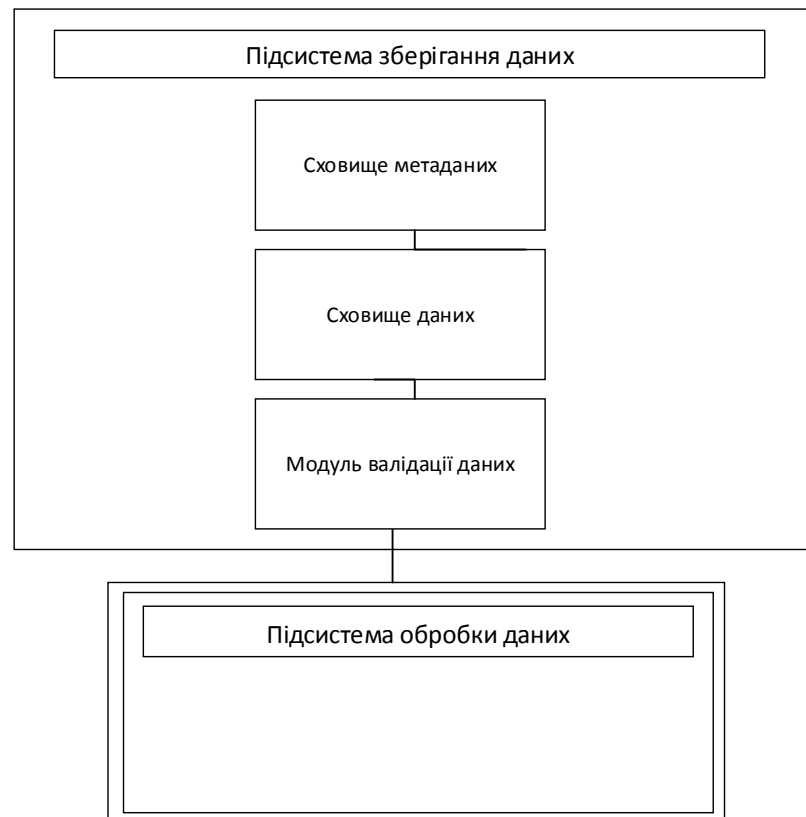 Підсистема зберігання даних
Сховище метаданих
Сховище даних
Модуль валідації даних
Підсистема обробки даних